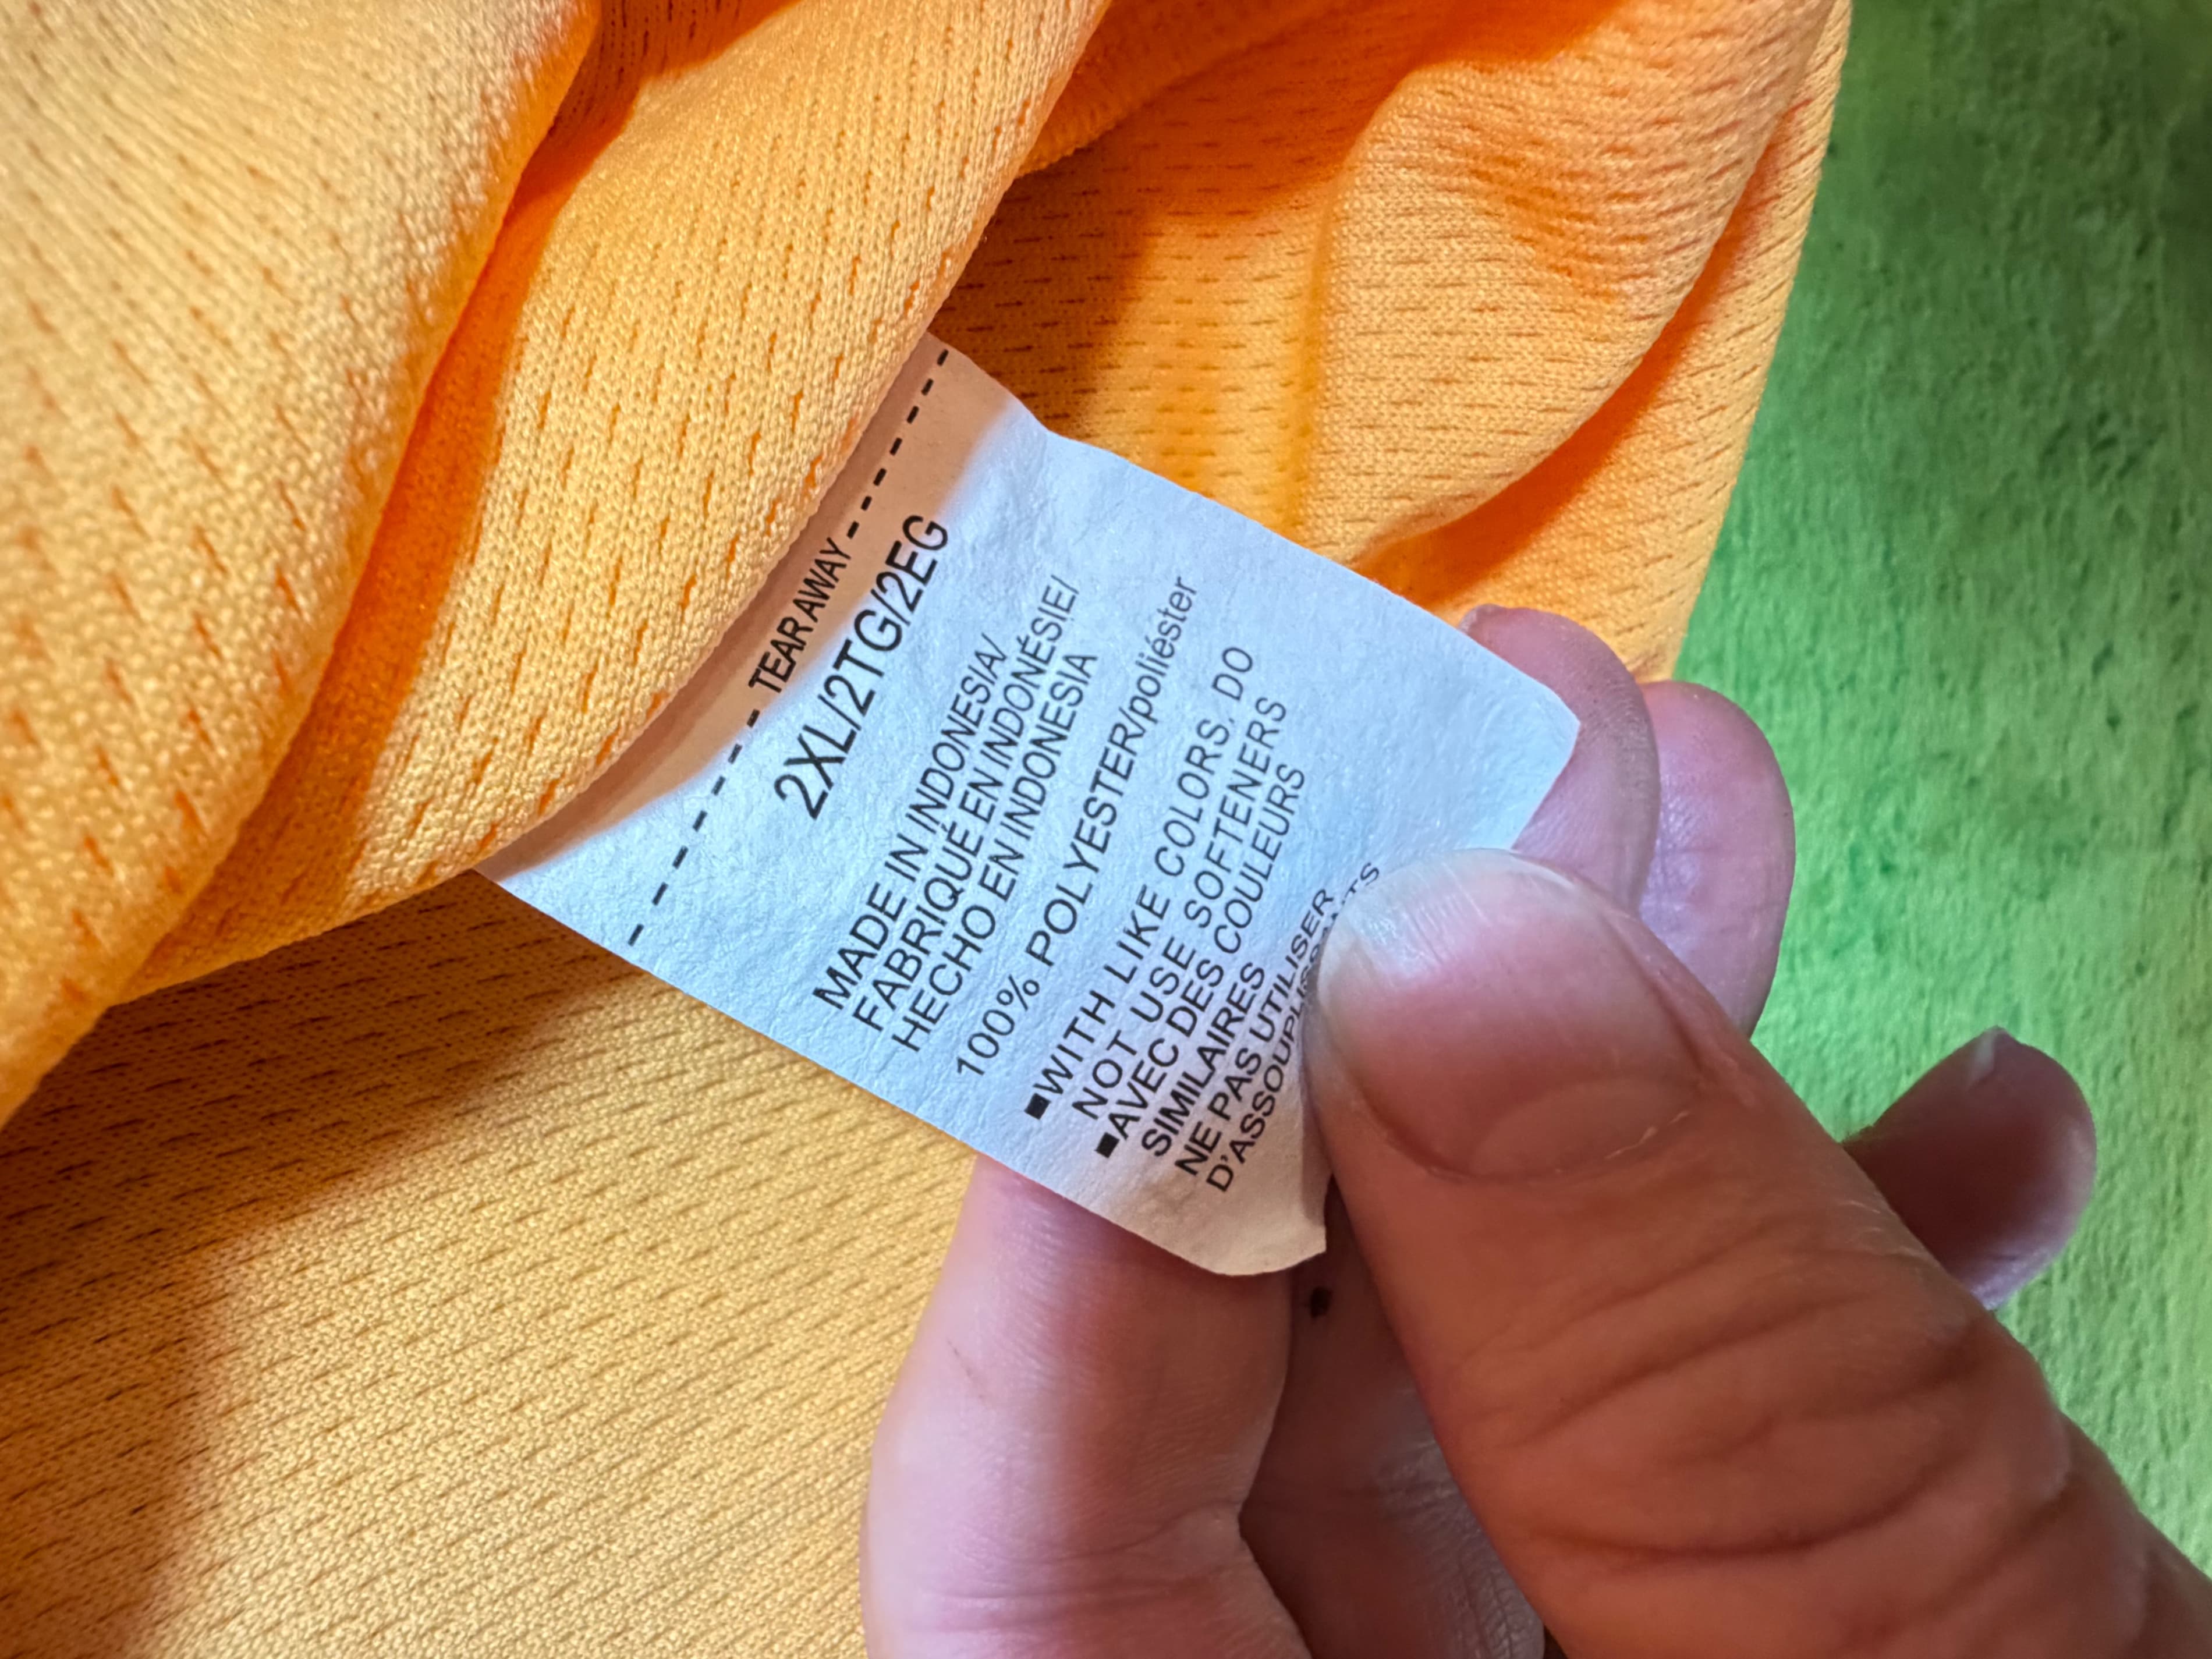 TEAR AWAY
2XL/2TG/2EG
MADE IN INDONESIA/
FABRIQUÉ EN INDONÉSIE/
HECHO EN INDONESIA
100% POLYESTER/poliéster
■WITH LIKE COLORS. DO
NOT USE SOFTENERS
■AVEC DES COULEURS
SIMILAIRES
NE PAS UTILISER